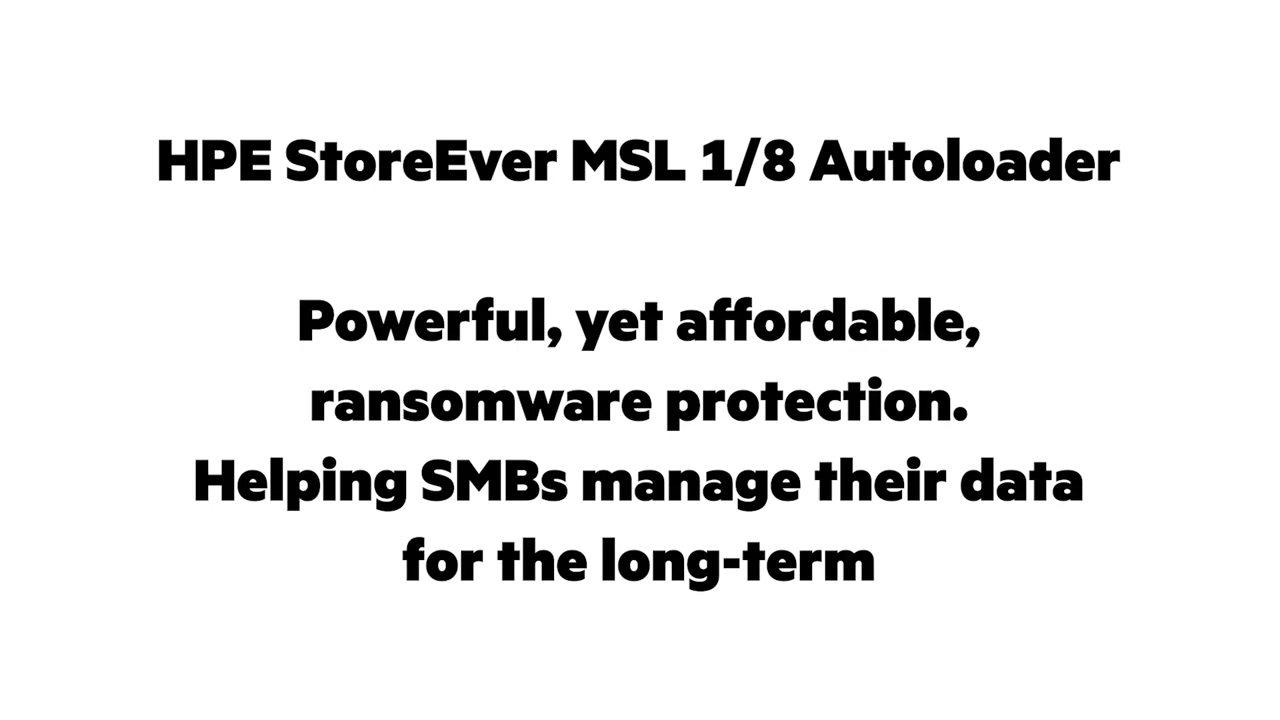 HPE StoreEver MSL 1/8 Autoloader
Powerful, yet affordable,
ransomware protection.
Helping SMBs manage their data
for the long-term